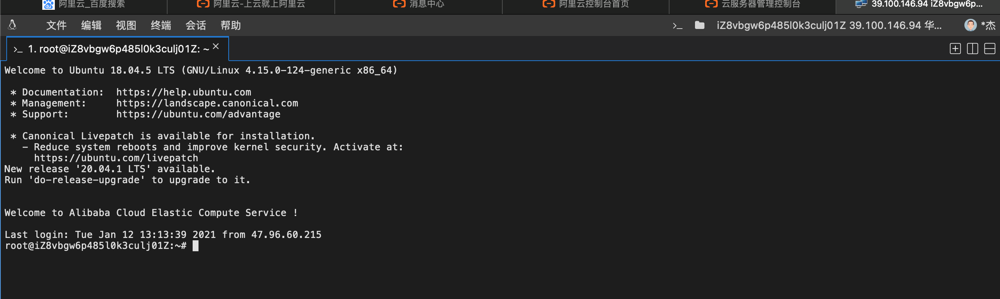 阿里云_百度搜索
阿里云-上云就上阿里云
消息中心
阿里云控制台首页
云服务器管理控制台
39.100.146.94 iZ8vbgw6p...
文件 编辑 视图 终端 会话 帮助
iZ8vbgw6p485l0k3culj01Z 39.100.146.94 华...
*杰
1. root@iZ8vbgw6p485l0k3culj01Z: ~
Welcome to Ubuntu 18.04.5 LTS (GNU/Linux 4.15.0-124-generic x86_64)
* Documentation:  https://help.ubuntu.com
* Management:     https://landscape.canonical.com
* Support:        https://ubuntu.com/advantage
* Canonical Livepatch is available for installation.
- Reduce system reboots and improve kernel security. Activate at:
https://ubuntu.com/livepatch
New release '20.04.1 LTS' available.
Run 'do-release-upgrade' to upgrade to it.
Welcome to Alibaba Cloud Elastic Compute Service !
Last login: Tue Jan 12 13:13:39 2021 from 47.96.60.215
root@iZ8vbgw6p485l0k3culj01Z:~#